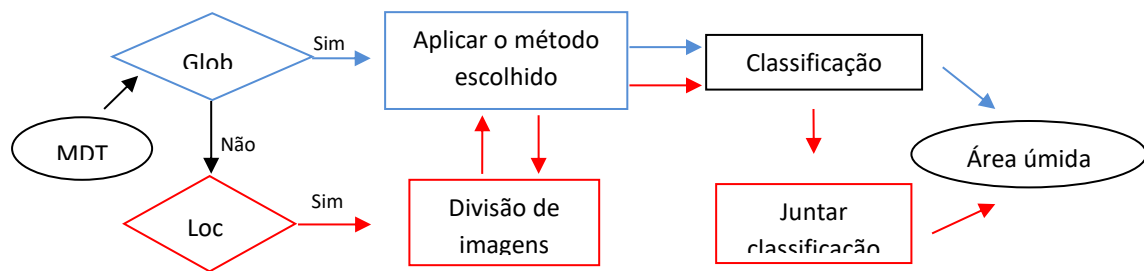 Glob
Sim
Aplicar o método
escolhido
Classificação
MDT
Não
Área úmida
Loc
Sim
Divisão de
imagens
Juntar
classificação